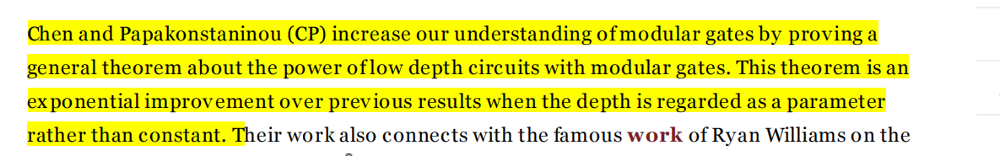 Chen and Papakonstaninou (CP) increase our understanding of modular gates by proving a
general theorem about the power of low depth circuits with modular gates. This theorem is an
exponential improvement over previous results when the depth is regarded as a parameter
rather than constant. Their work also connects with the famous work of Ryan Williams on the